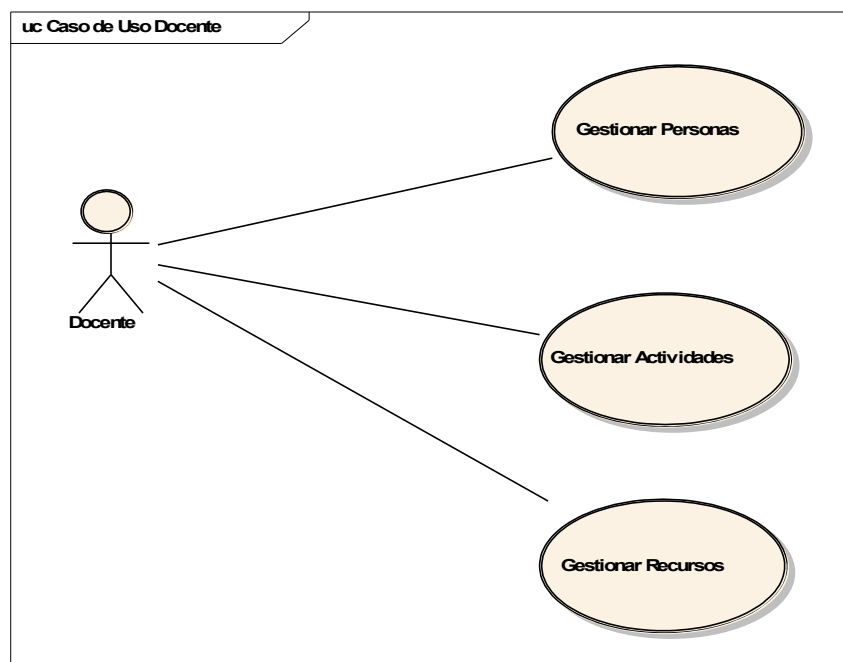 uc Caso de Uso Docente
Gestionar Personas
Docente
Gestionar Actividades
Gestionar Recursos